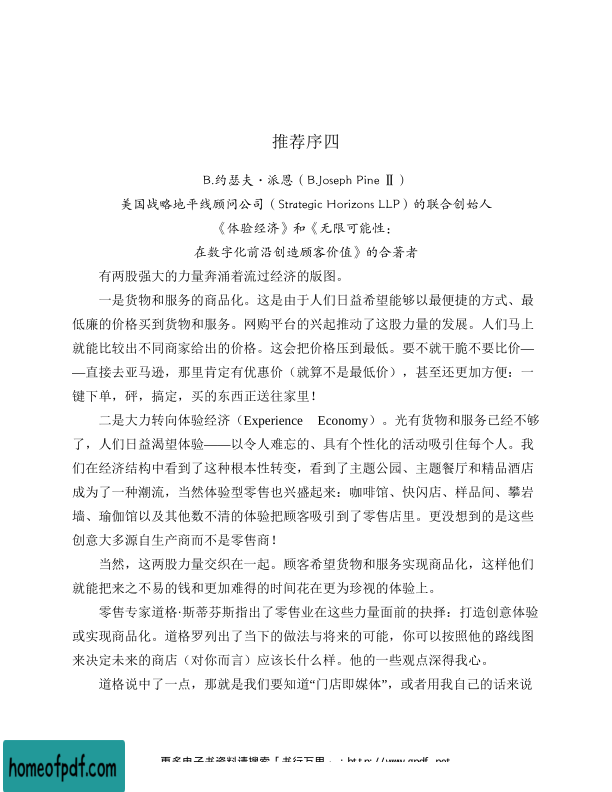 推荐序四
B.约瑟夫·派恩（B.Joseph Pine Ⅱ）
美国战略地平线顾问公司（Strategic Horizons LLP）的联合创始人
《体验经济》和《无限可能性：
在数字化前沿创造顾客价值》的合著者
有两股强大的力量奔涌着流过经济的版图。
一是货物和服务的商品化。这是由于人们日益希望能够以最便捷的方式、最
低廉的价格买到货物和服务。网购平台的兴起推动了这股力量的发展。人们马上
就能比较出不同商家给出的价格。这会把价格压到最低。要不就干脆不要比价—
—直接去亚马逊，那里肯定有优惠价（就算不是最低价），甚至还更加方便：一
键下单，砰，搞定，买的东西正送往家里！
二是大力转向体验经济（Experience Economy）。光有货物和服务已经不够
了，人们日益渴望体验——以令人难忘的、具有个性化的活动吸引住每个人。我
们在经济结构中看到了这种根本性转变，看到了主题公园、主题餐厅和精品酒店
成为了一种潮流，当然体验型零售也兴盛起来：咖啡馆、快闪店、样品间、攀岩
墙、瑜伽馆以及其他数不清的体验把顾客吸引到了零售店里。更没想到的是这些
创意大多源自生产商而不是零售商！
当然，这两股力量交织在一起。顾客希望货物和服务实现商品化，这样他们
就能把来之不易的钱和更加难得的时间花在更为珍视的体验上。
零售专家道格·斯蒂芬斯指出了零售业在这些力量面前的抉择：打造创意体验
或实现商品化。道格罗列出了当下的做法与将来的可能，你可以按照他的路线图
来决定未来的商店（对你而言）应该长什么样。他的一些观点深得我心。
道格说中了一点，那就是我们要知道“门店即媒体”，或者用我自己的话来说
homeofpdf.com